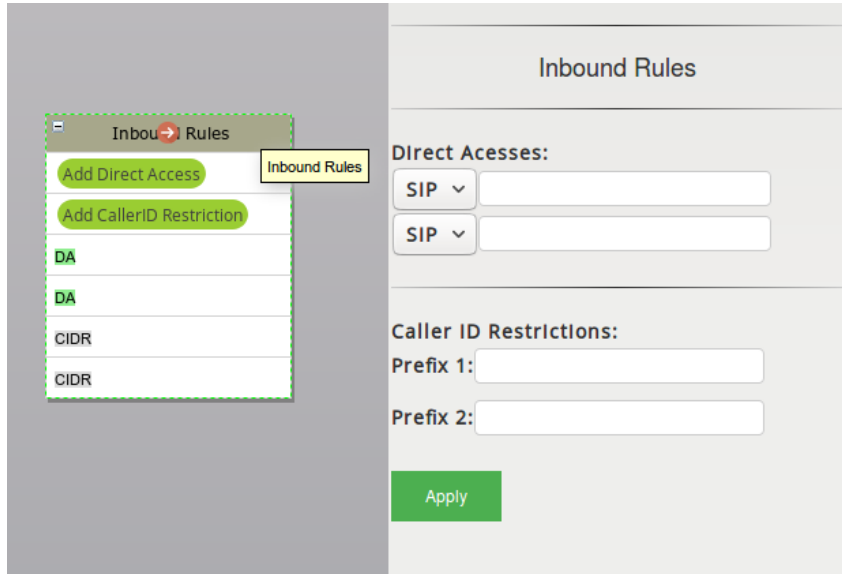 Inbound Rules
Inbound Rules
Add Direct Access
Add CallerID Restriction
DA
DA
CIDR
CIDR
Inbound Rules
DIrect Acesses:
SIP
SIP
Caller ID RestrIctIons:
Prefix 1:
Prefix 2:
Apply